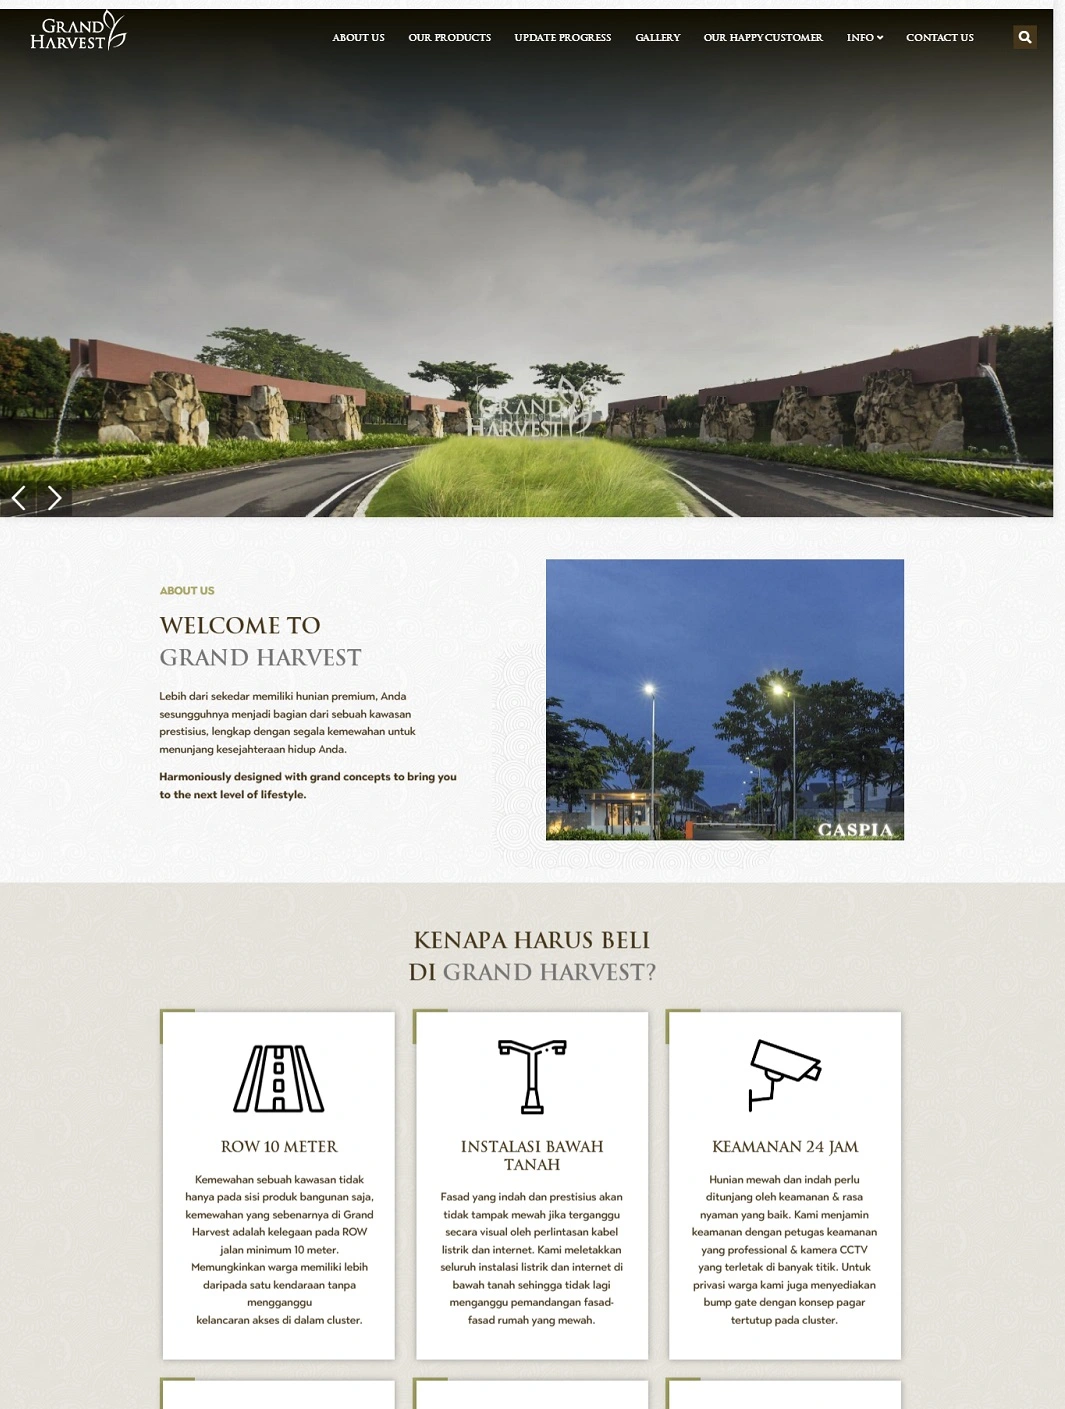 GRAND
HARVEST
ABOUT US OUR PRODUCTS UPDATE PROGRESS GALLERY OUR HAPPY CUSTOMER INFO CONTACT US
GRAND
HARVEST
ABOUT US
WELCOME TO
GRAND HARVEST
Lebih dari sekedar memiliki hunian premium, Anda
sesungguhnya menjadi bagian dari sebuah kawasan
prestisius, lengkap dengan segala kemewahan untuk
menunjang kesejahteraan hidup Anda.
Harmoniously designed with grand concepts to bring you
to the next level of lifestyle.
CASPIA
KENAPA HARUS BELI
DI GRAND HARVEST?
ROW 10 METER
Kemewahan sebuah kawasan tidak
hanya pada sisi produk bangunan saja,
kemewahan yang sebenarnya di Grand
Harvest adalah kelegaan pada ROW
jalan minimum 10 meter.
Memungkinkan warga memiliki lebih
daripada satu kendaraan tanpa
mengganggu
kelancaran akses di dalam cluster.
INSTALASI BAWAH
TANAH
Fasad yang indah dan prestisius akan
tidak tampak mewah jika terganggu
secara visual oleh perlintasan kabel
listrik dan internet. Kami meletakkan
seluruh instalasi listrik dan internet di
bawah tanah sehingga tidak lagi
menganggu pemandangan fasad-
fasad rumah yang mewah.
KEAMANAN 24 JAM
Hunian mewah dan indah perlu
ditunjang oleh keamanan & rasa
nyaman yang baik. Kami menjamin
keamanan dengan petugas keamanan
yang professional & kamera CCTV
yang terletak di banyak titik. Untuk
privasi warga kami juga menyediakan
bump gate dengan konsep pagar
tertutup pada cluster.